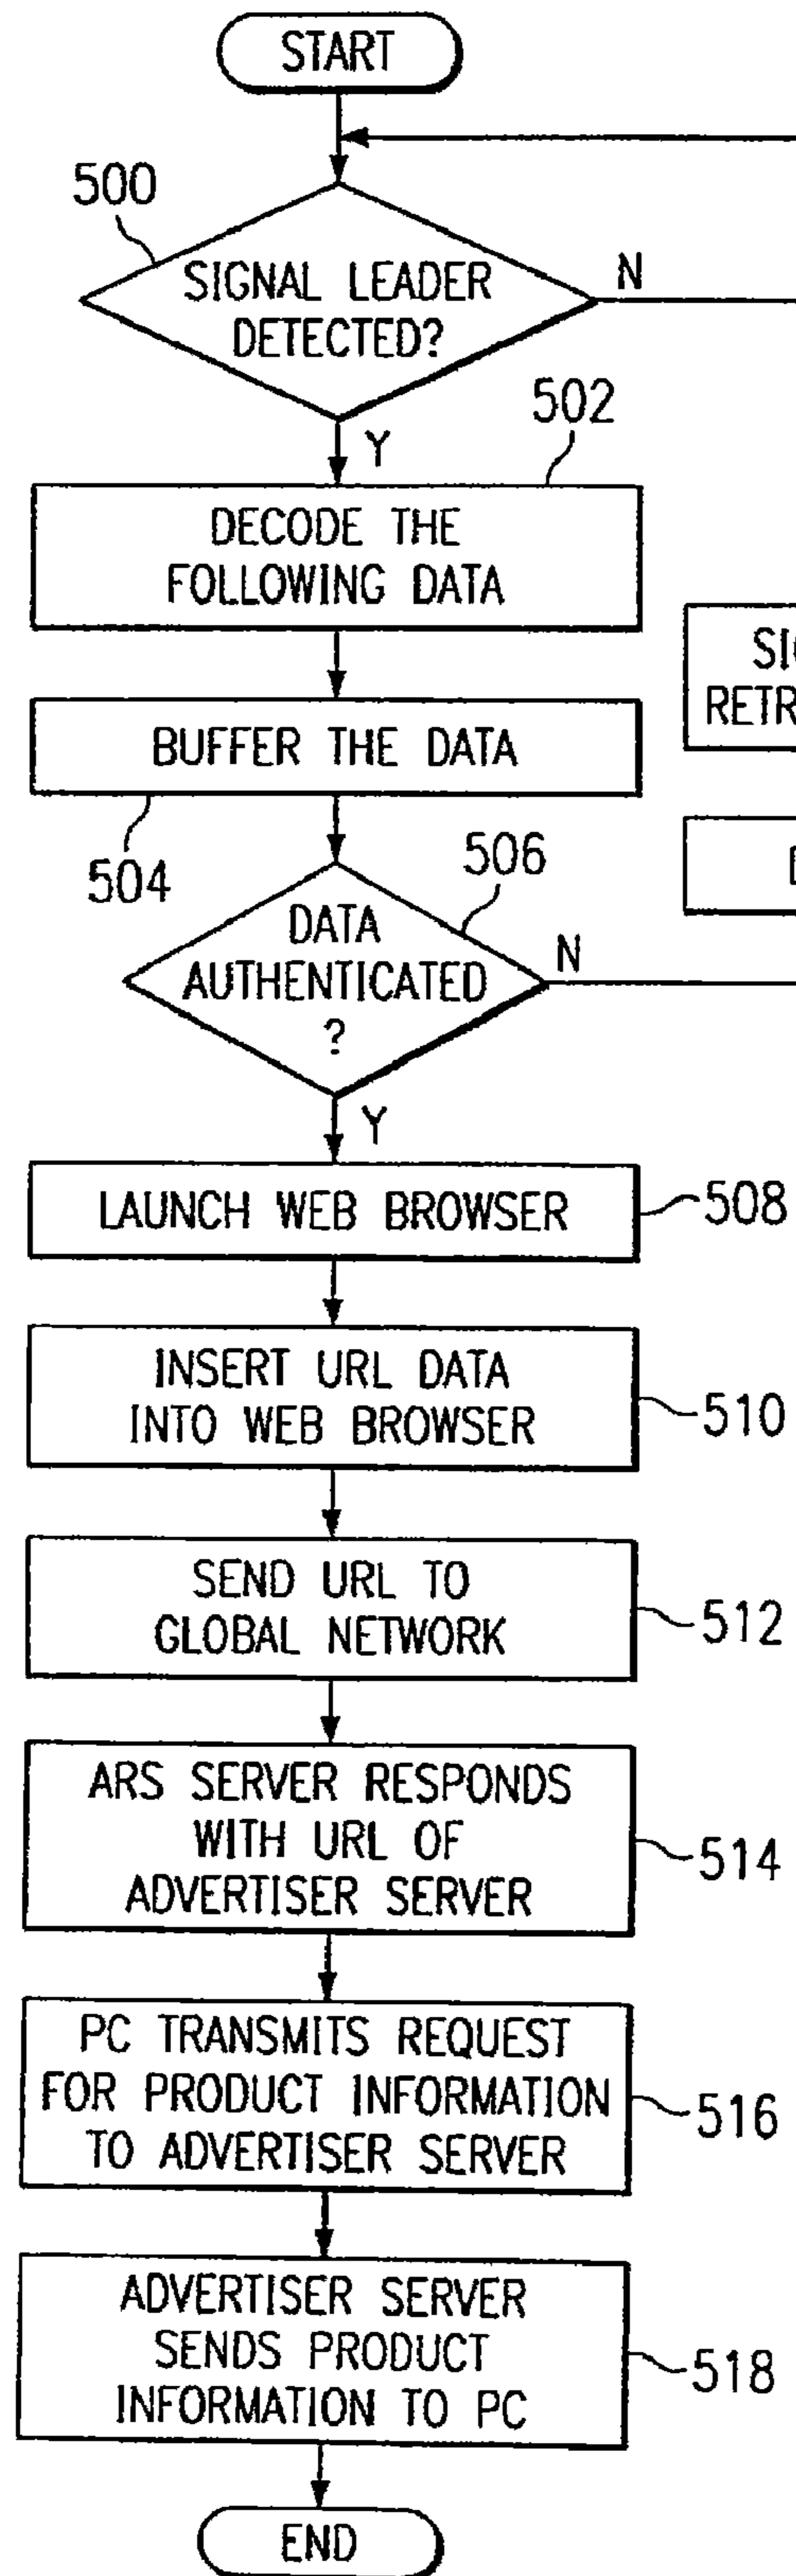 START
500
SIGNAL LEADER
DETECTED?
N
Y
502
DECODE THE
FOLLOWING DATA
BUFFER THE DATA
504
506
DATA
AUTHENTICATED
?
N
Y
LAUNCH WEB BROWSER
508
INSERT URL DATA
INTO WEB BROWSER
510
SEND URL TO
GLOBAL NETWORK
512
ARS SERVER RESPONDS
WITH URL OF
ADVERTISER SERVER
514
PC TRANSMITS REQUEST
FOR PRODUCT INFORMATION
TO ADVERTISER SERVER
516
ADVERTISER SERVER
SENDS PRODUCT
INFORMATION TO PC
518
END